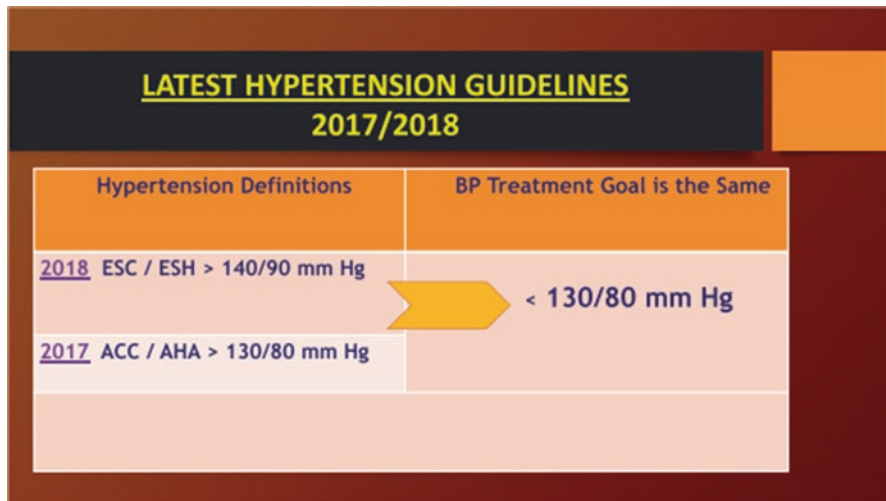 LATEST HYPERTENSION GUIDELINES
2017/2018
Hypertension Definitions
BP Treatment Goal is the Same
2018 ESC / ESH > 140/90 mm Hg
< 130/80 mm Hg
2017 ACC / AHA > 130/80 mm Hg